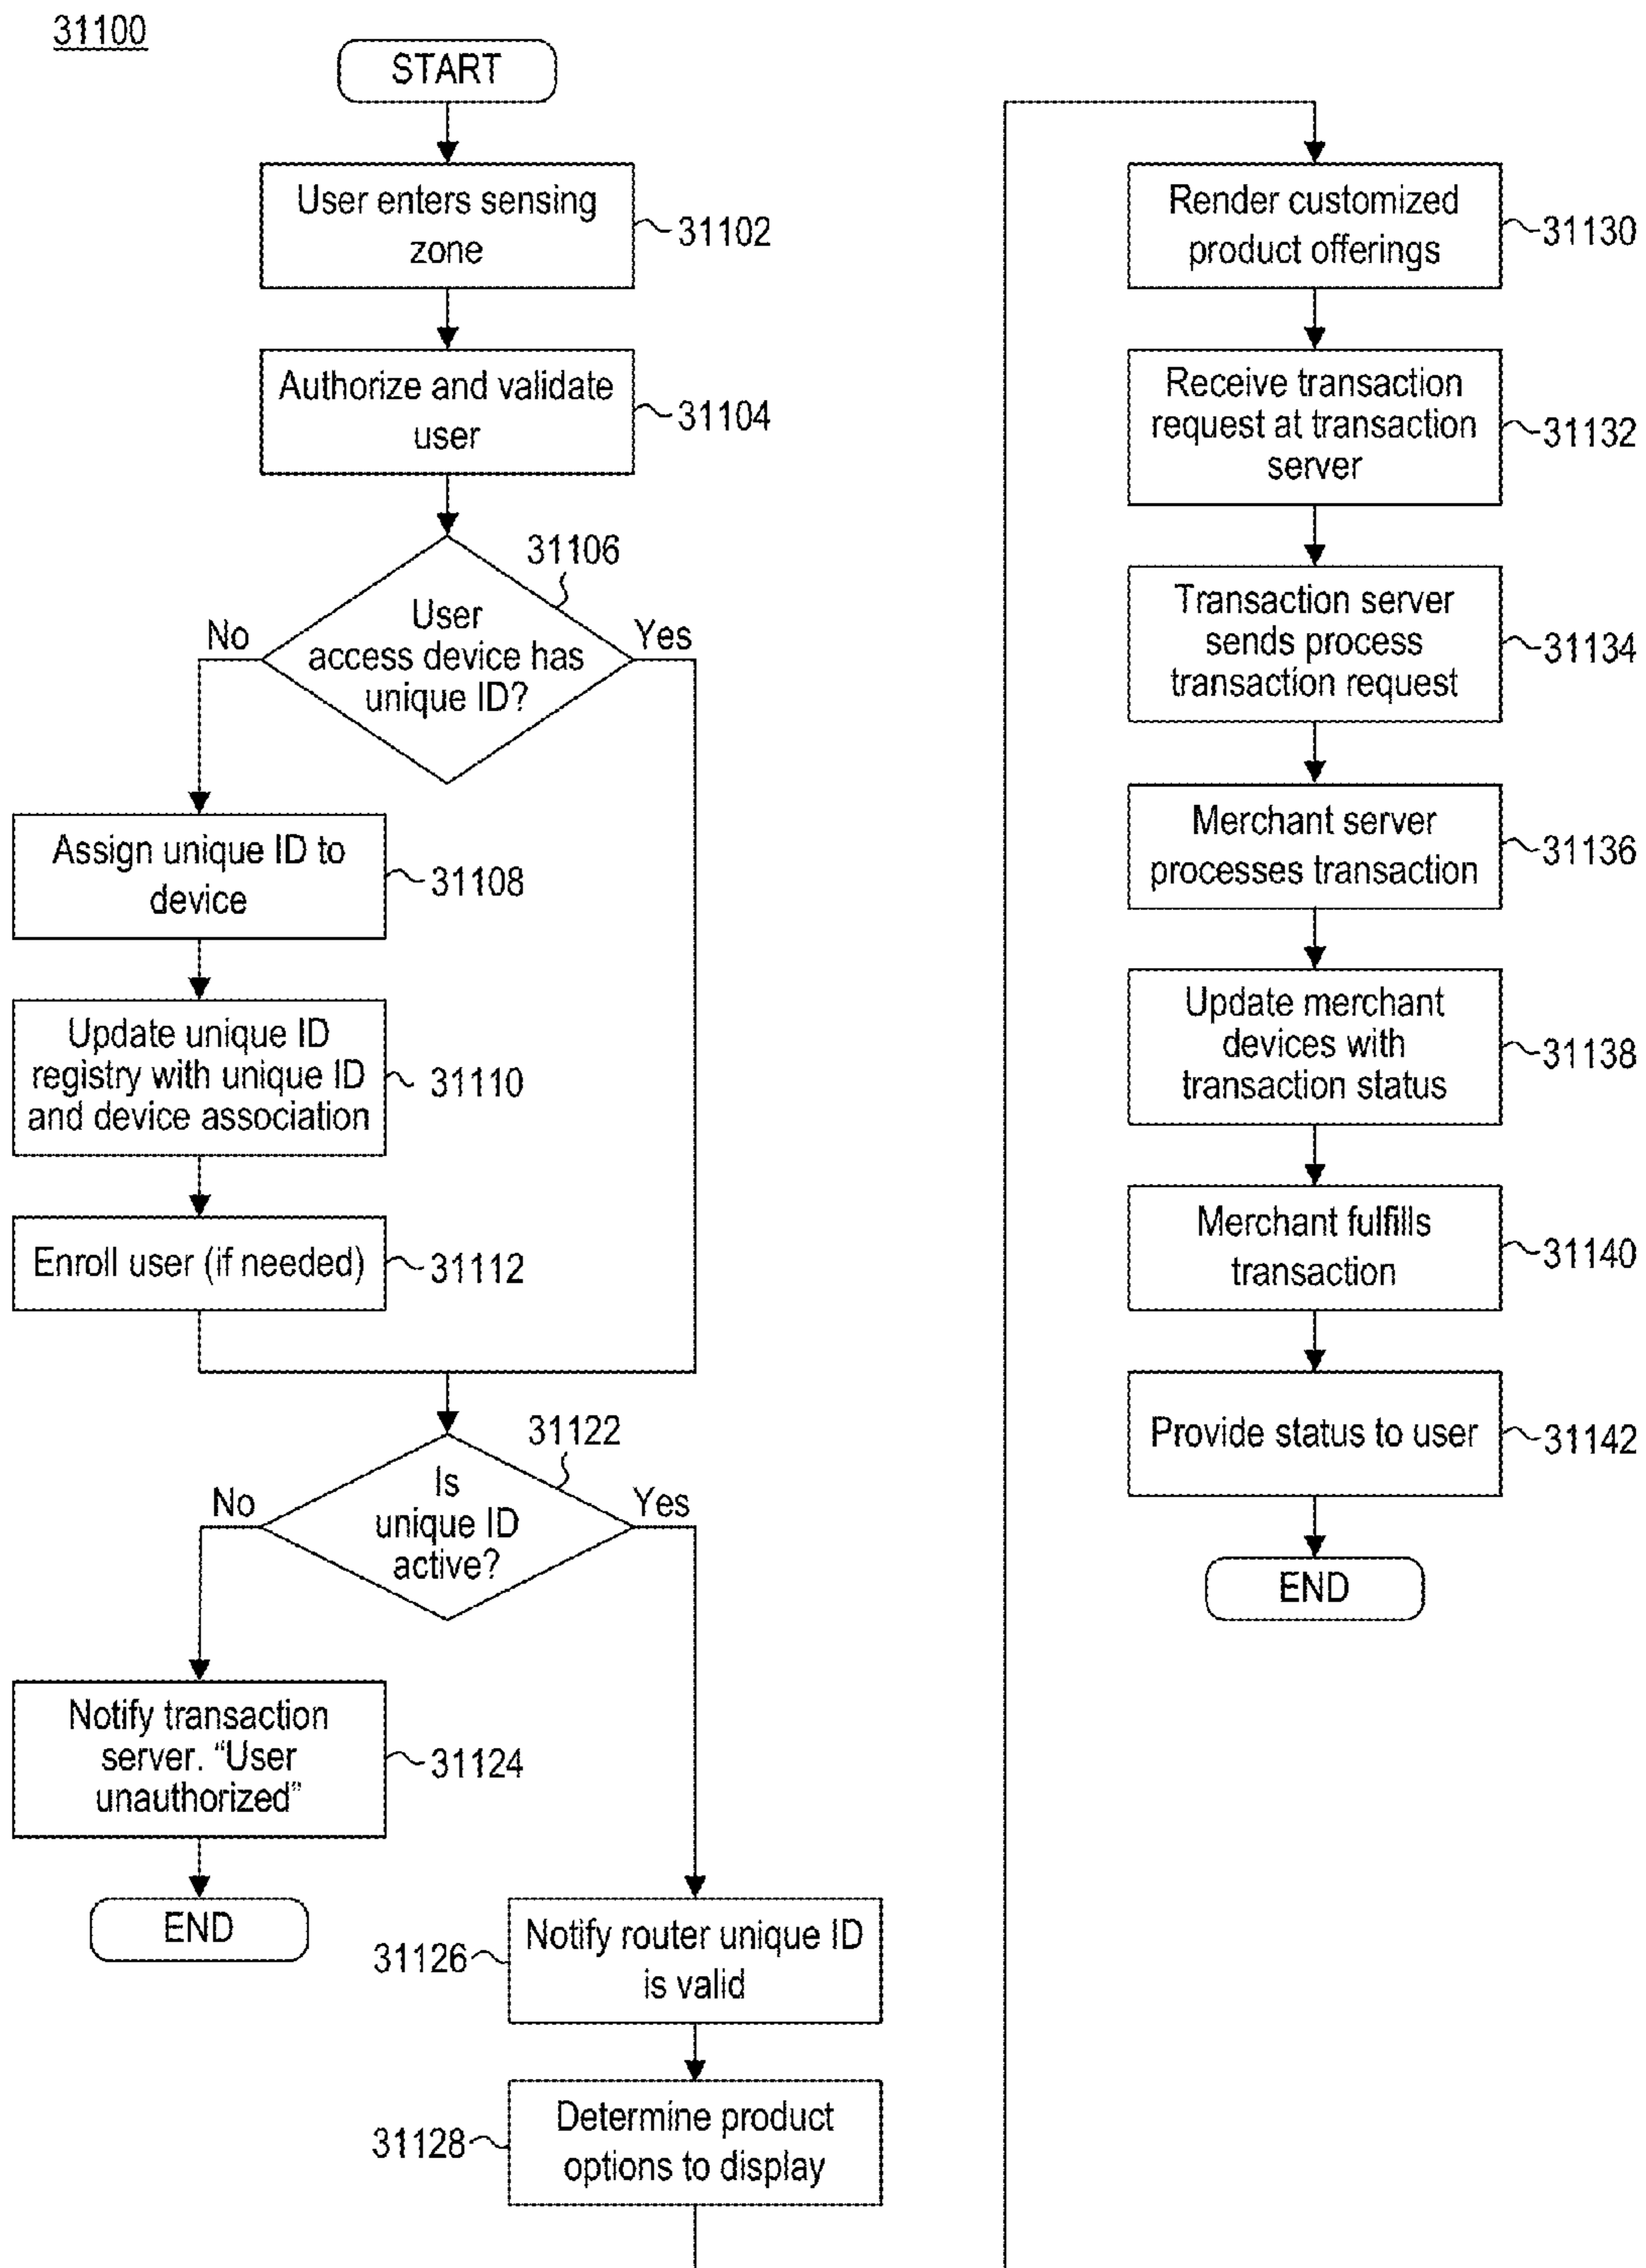 31100
START
User enters sensing
zone
31102
Authorize and validate
user
31104
31106
User
access device has
unique ID?
No
Yes
Assign unique ID to
device
31108
Update unique ID
registry with unique ID
and device association
31110
Enroll user (if needed)
31112
31122
Is
unique ID
active?
No
Yes
Notify transaction
server. “User
unauthorized”
31124
END
Notify router unique ID
is valid
31126
Determine product
options to display
31128
Render customized
product offerings
31130
Receive transaction
request at transaction
server
31132
Transaction server
sends process
transaction request
31134
Merchant server
processes transaction
31136
Update merchant
devices with
transaction status
31138
Merchant fulfills
transaction
31140
Provide status to user
31142
END